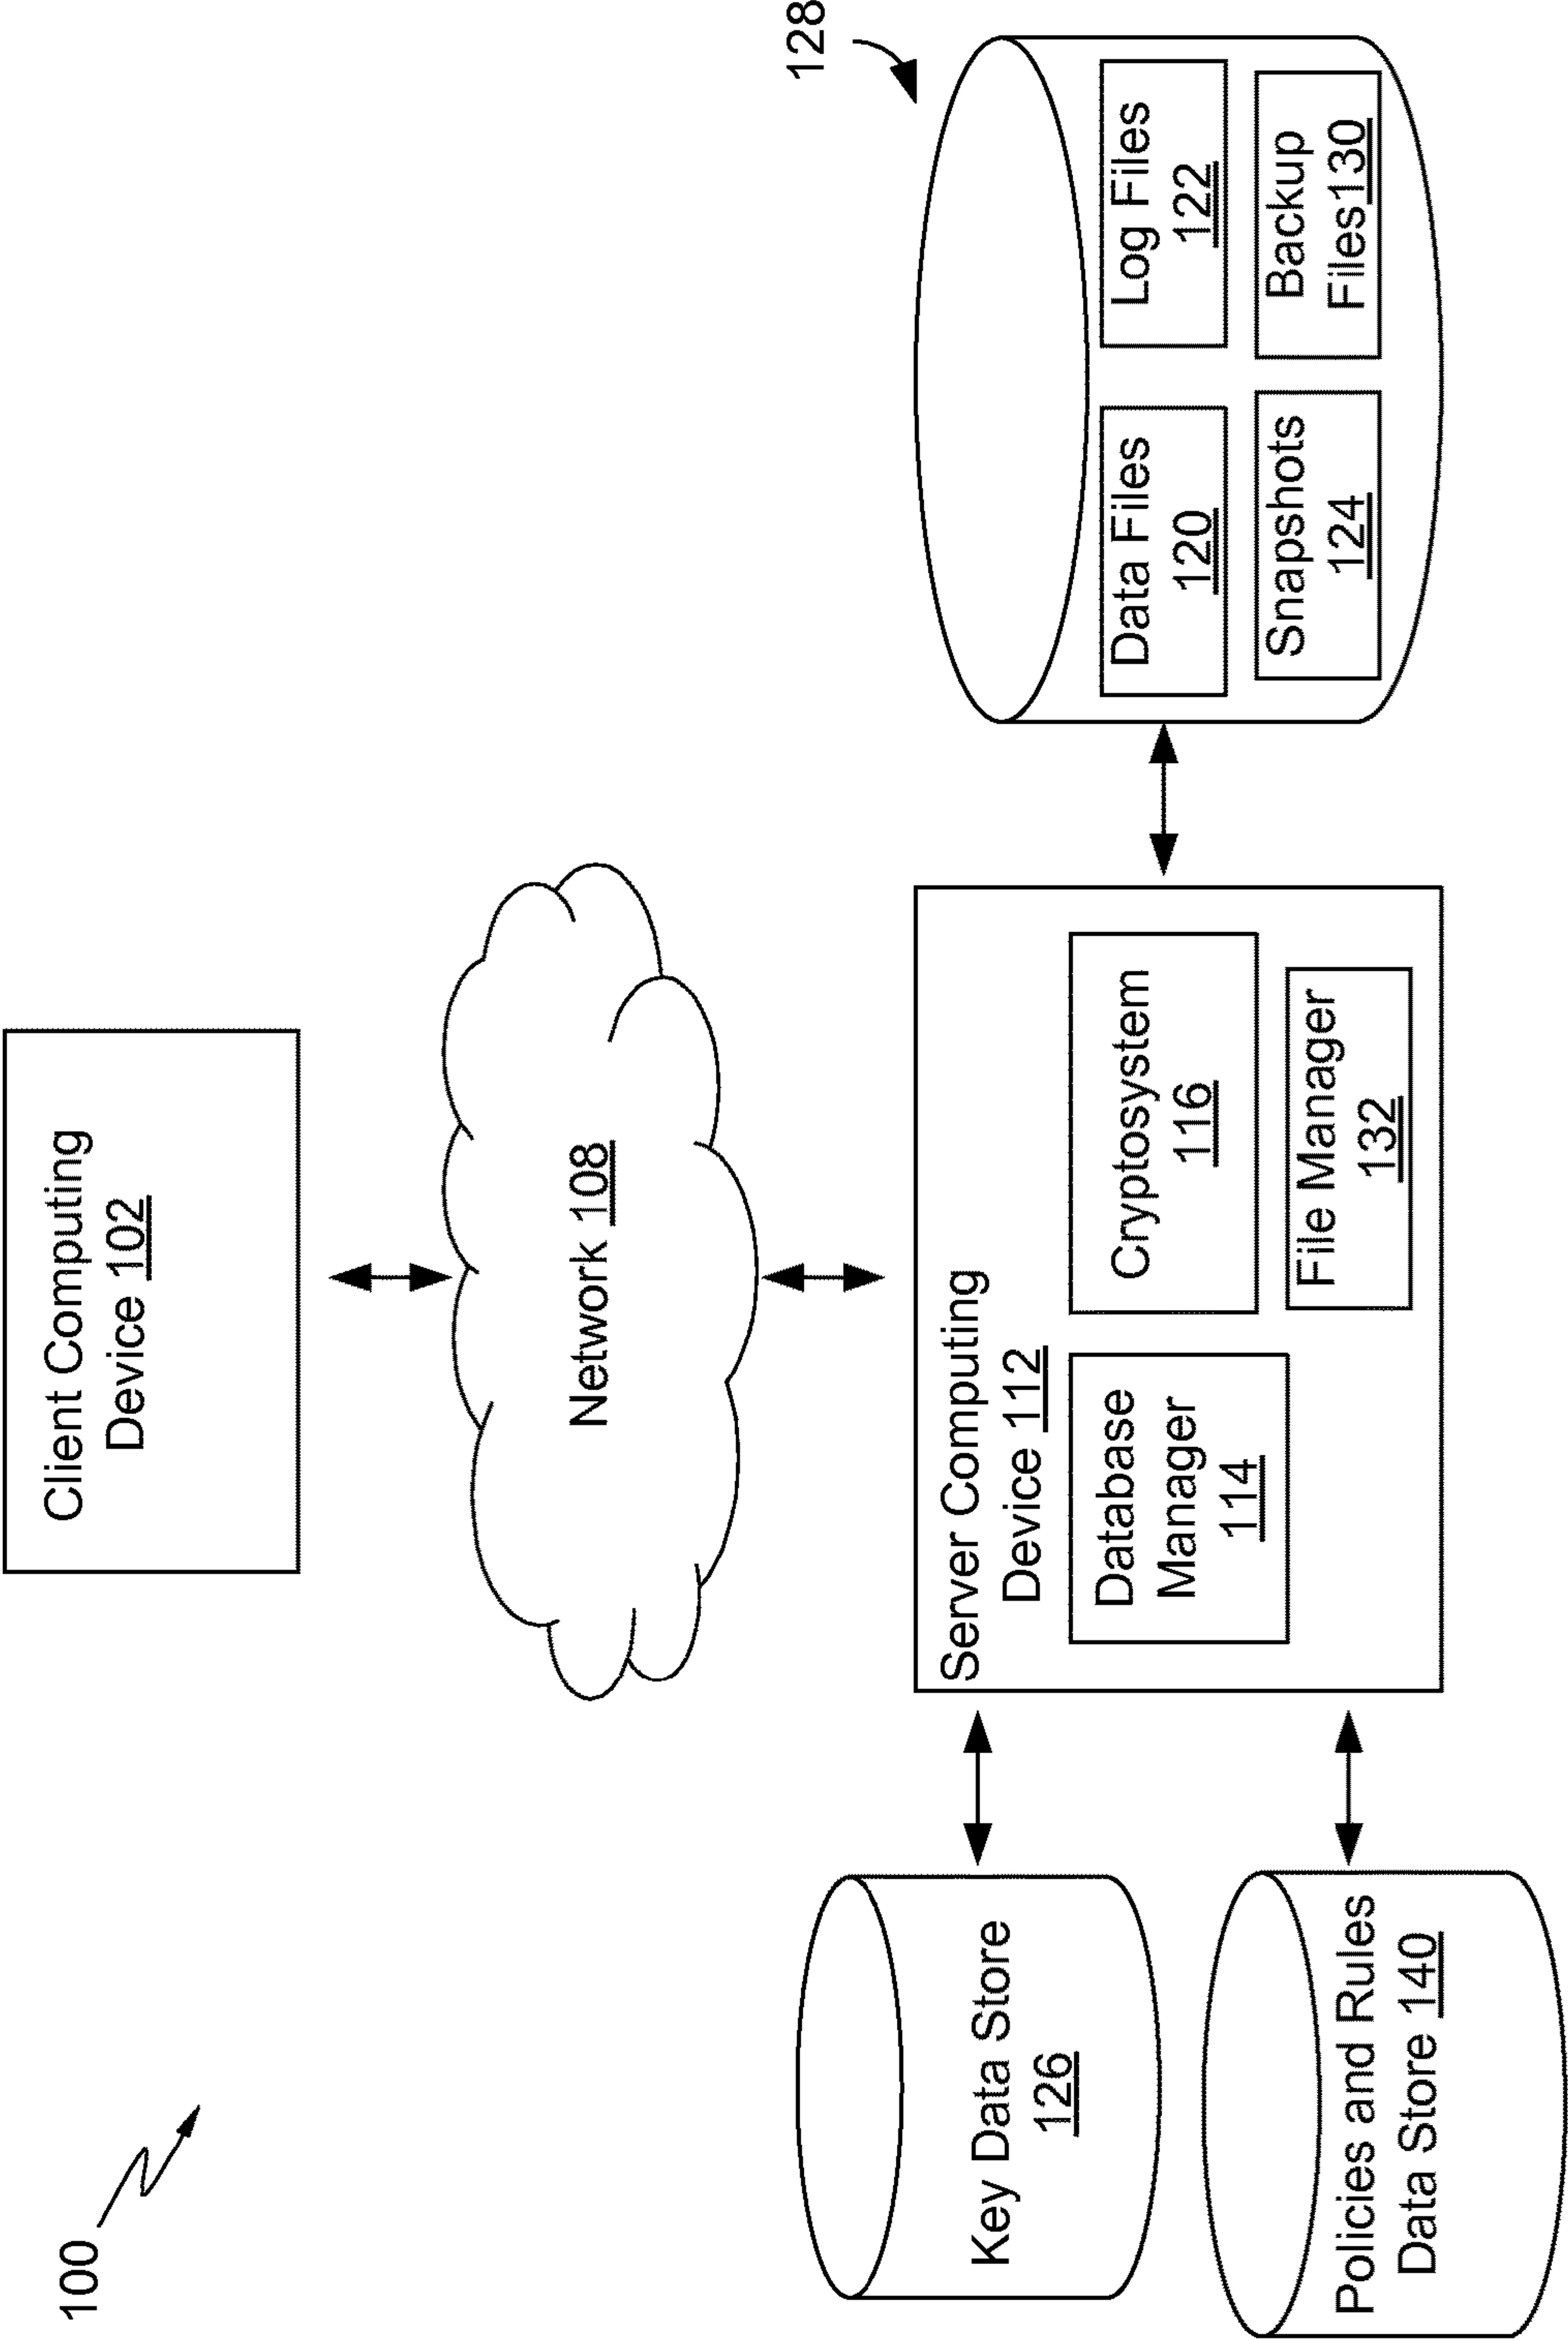 100
Client Computing
Device 102
Network 108
Server Computing
Device 112
Database
Manager
114
Cryptosystem
116
File Manager
132
Key Data Store
126
Policies and Rules
Data Store 140
128
Data Files
120
Log Files
122
Snapshots
124
Backup
Files130